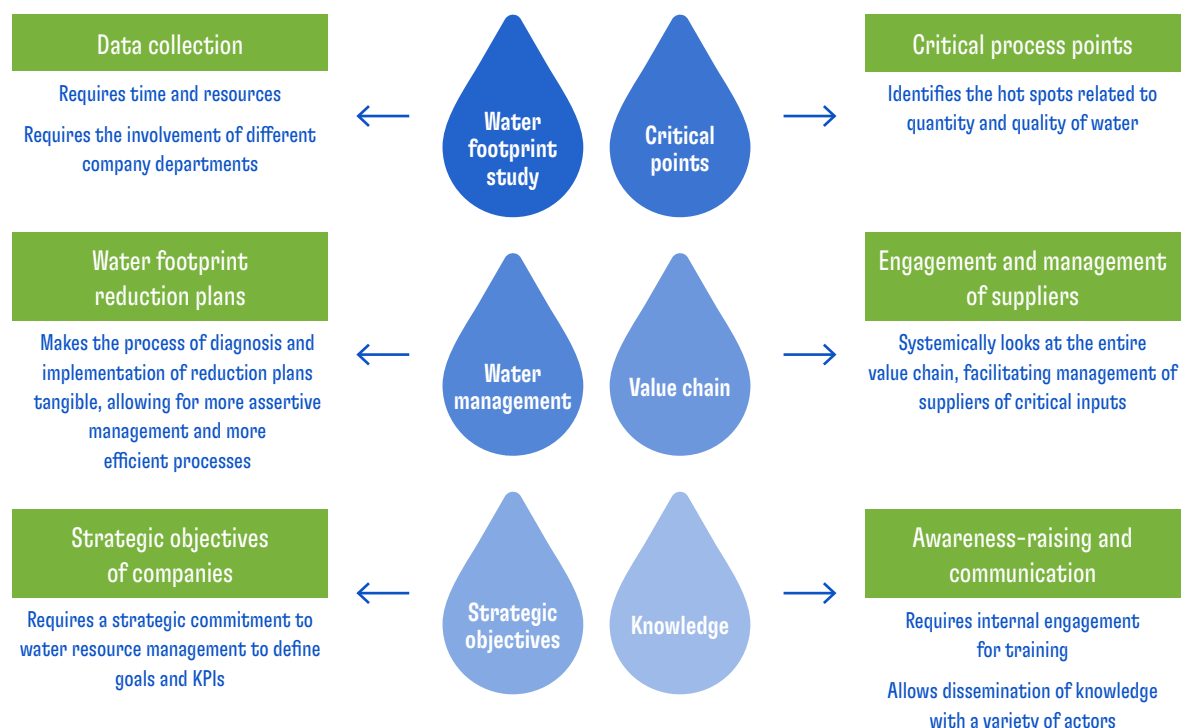 Data collection
Requires time and resources
Requires the involvement of different
company departments
Water
footprint
study
Critical
points
Critical process points
Identifies the hot spots related to
quantity and quality of water
Water footprint
reduction plans
Makes the process of diagnosis and
implementation of reduction plans
tangible, allowing for more assertive
management and more
efficient processes
Water
management
Value chain
Engagement and management
of suppliers
Systemically looks at the entire
value chain, facilitating management of
suppliers of critical inputs
Strategic objectives
of companies
Requires a strategic commitment to
water resource management to define
goals and KPIs
Strategic
objectives
Knowledge
Awareness-raising and
communication
Requires internal engagement
for training
Allows dissemination of knowledge
with a variety of actors